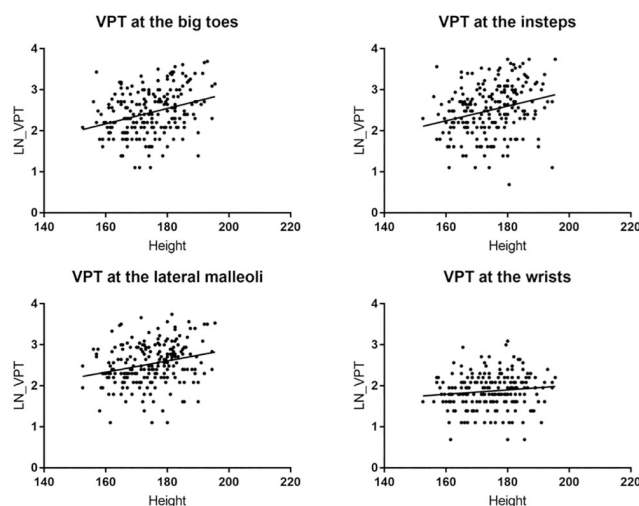 VPT at the big toes
4
3
2
1
0
LN_VPT
140 160 180 200 220
Height
VPT at the insteps
4
3
2
1
0
LN_VPT
140 160 180 200 220
Height
VPT at the lateral malleoli
4
3
2
1
0
LN_VPT
140 160 180 200 220
Height
VPT at the wrists
4
3
2
1
0
LN_VPT
140 160 180 200 220
Height